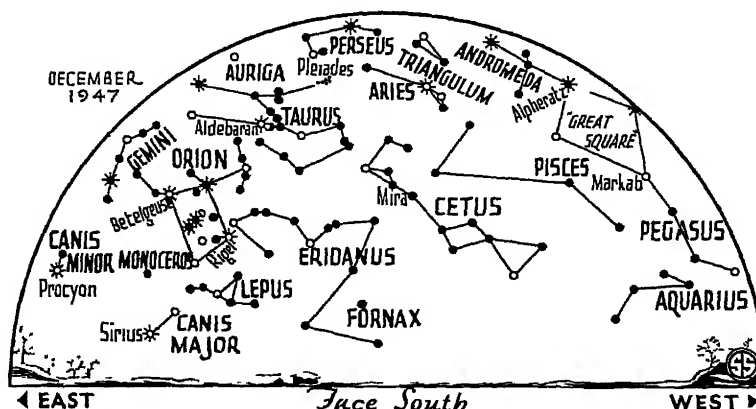 DECEMBER
1947
PERSEUS
Pleiades
AURIGA
TRIANGULUM
ARIES
ANDROMEDA
Alpheratz
"GREAT
SQUARE"
Markab
TAURUS
Aldebaran
GEMINI
ORION
Betelgeuse
PISCES
Mira
CETUS
PEGASUS
CANIS
MINOR
Procyon
MONOCEROS
Rigel
ERIDANUS
LEPUS
FORNAX
AQUARIUS
Sirius
CANIS
MAJOR
EAST
Face South
WEST